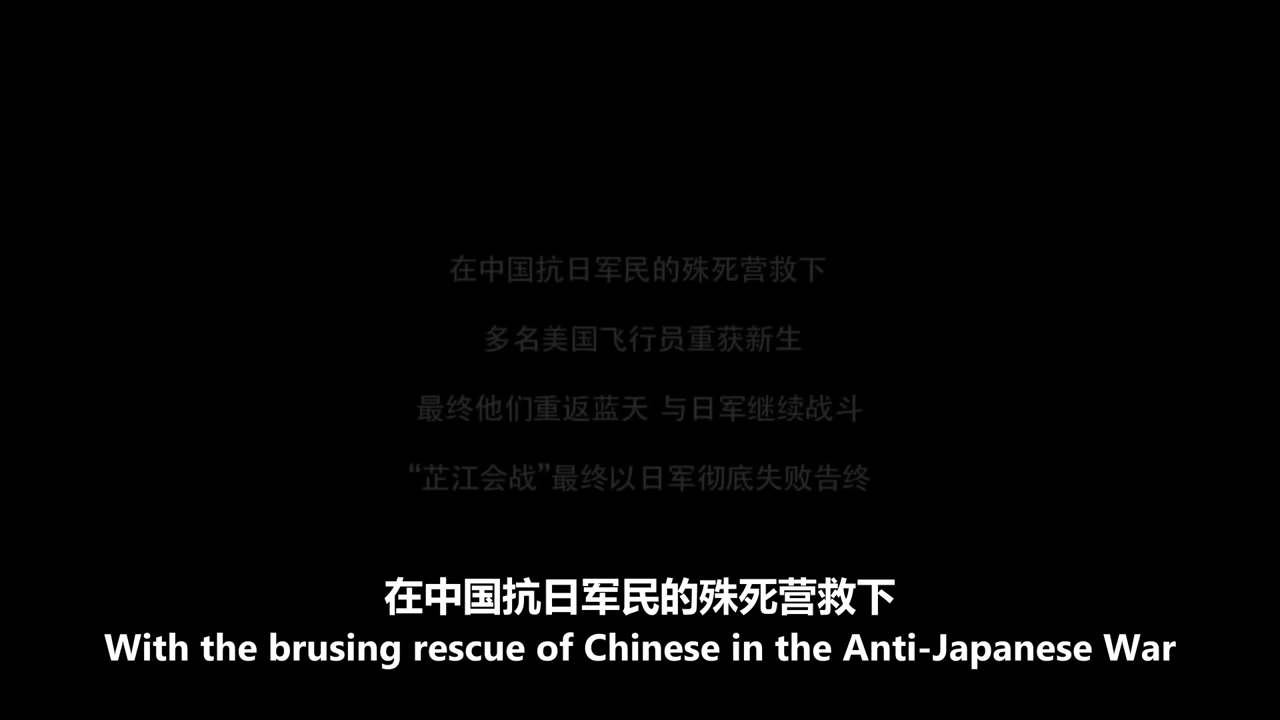 在中国抗日军民的殊死营救下
多名美国飞行员重获新生
最终他们重返蓝天 与日军继续战斗
“芷江会战”最终以日军彻底失败告终
在中国抗日军民的殊死营救下
With the brusing rescue of Chinese in the Anti-Japanese War